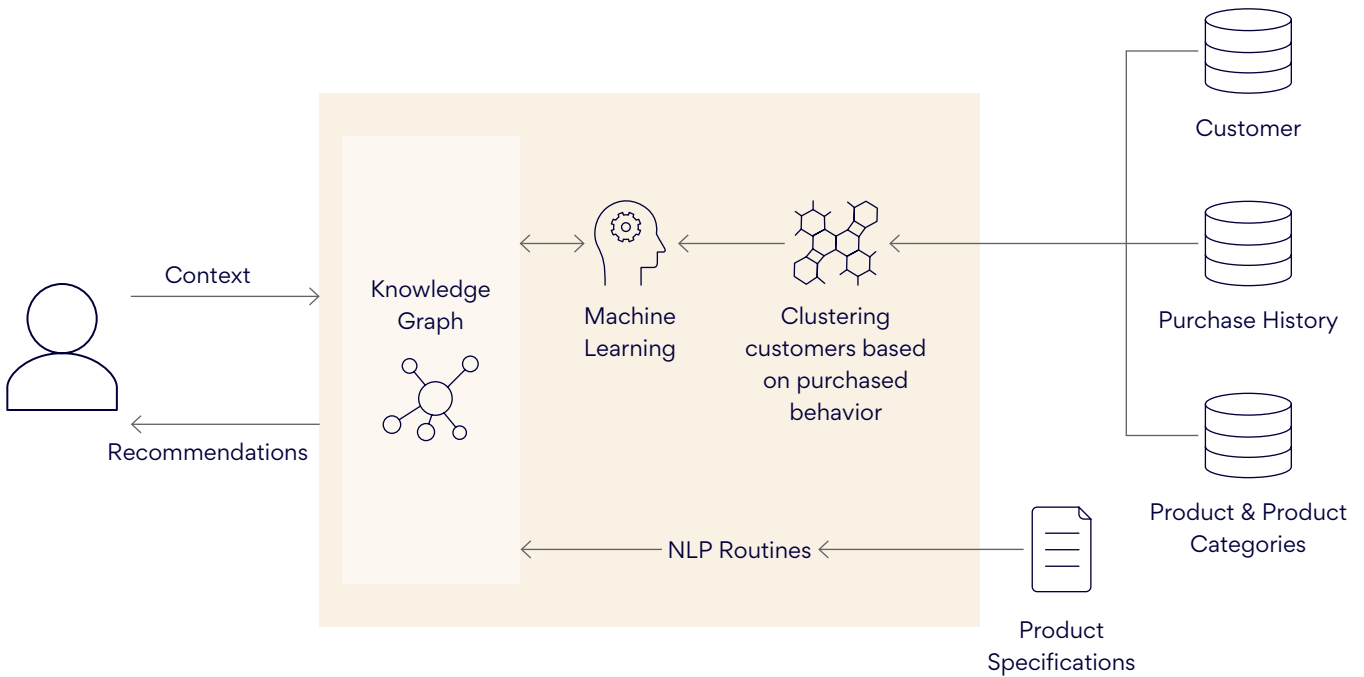 Context
Recommendations
Knowledge
Graph
Machine
Learning
Clustering
customers based
on purchased
behavior
NLP Routines
Customer
Purchase History
Product & Product
Categories
Product
Specifications